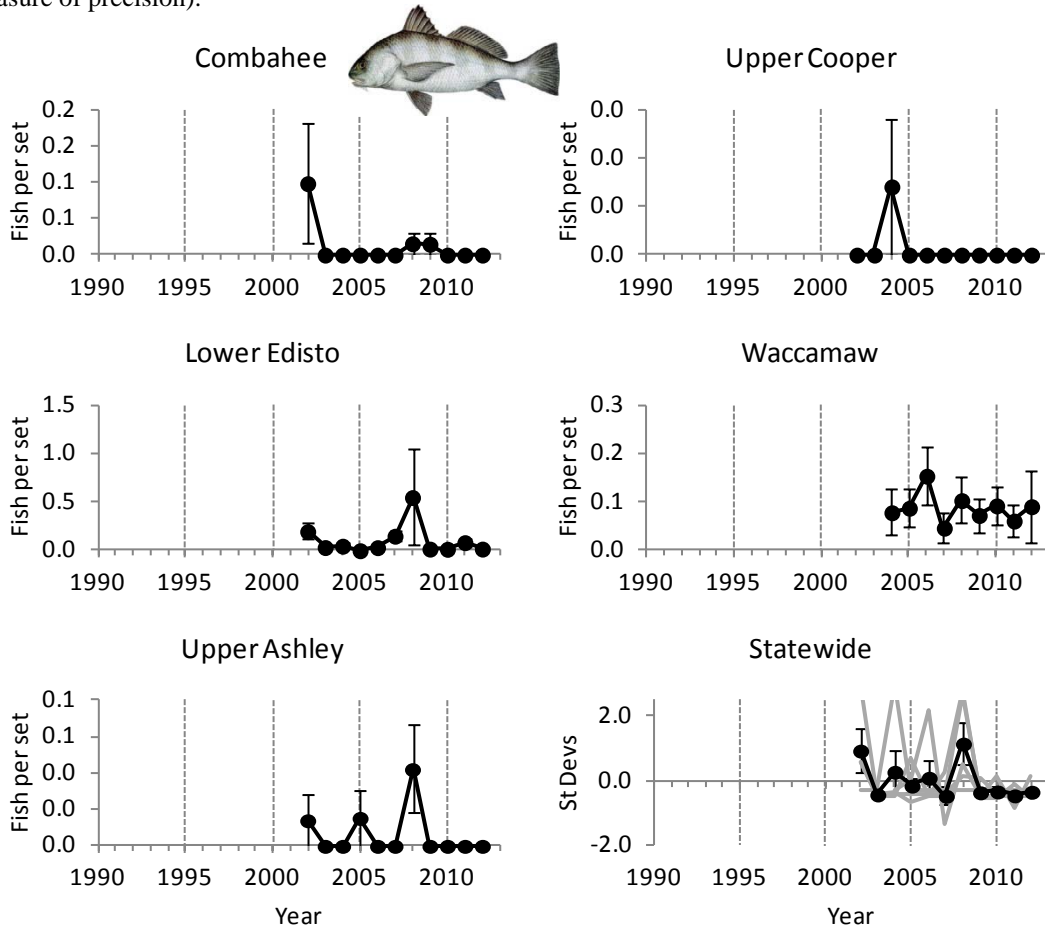 asure of precision).
Combahee
Fish per set
0.2
0.2
0.1
0.1
0.0
1990 1995 2000 2005 2010
Upper Cooper
Fish per set
0.0
0.0
0.0
0.0
1990 1995 2000 2005 2010
Lower Edisto
Fish per set
1.5
1.0
0.5
0.0
1990 1995 2000 2005 2010
Waccamaw
Fish per set
0.3
0.2
0.1
0.0
1990 1995 2000 2005 2010
Upper Ashley
Fish per set
0.1
0.1
0.0
0.0
0.0
1990 1995 2000 2005 2010
Year
Statewide
St Devs
2.0
0.0
-2.0
1990 1995 2000 2005 2010
Year